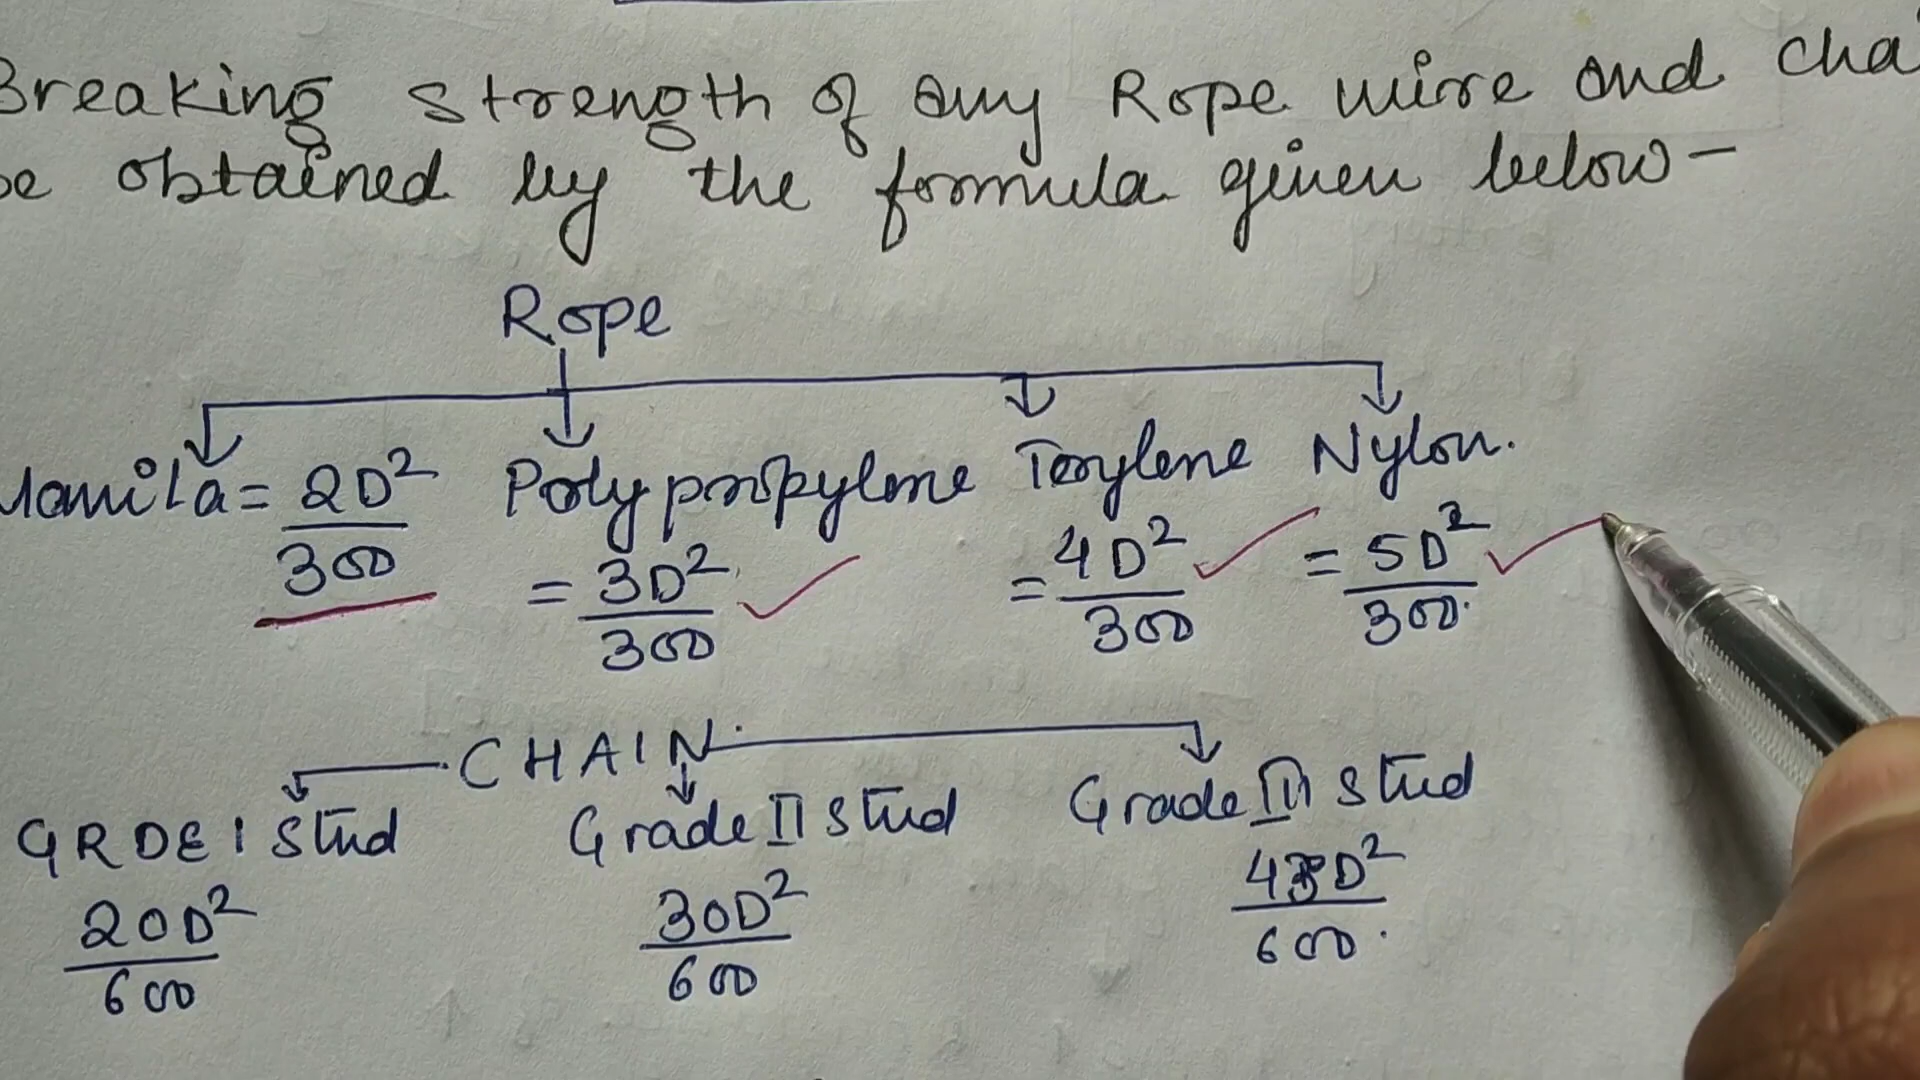 Breaking strength of any Rope wire and cha
be obtained by the formula given below-
Rope
Manila = 2D²/300 Polypropylene = 3D²/300 Terylene = 4D²/300 Nylon. = 5D²/300.
CHAIN.
GRDE I Stud Grade II stud Grade III stud
20D²/600 30D²/600 43D²/600.